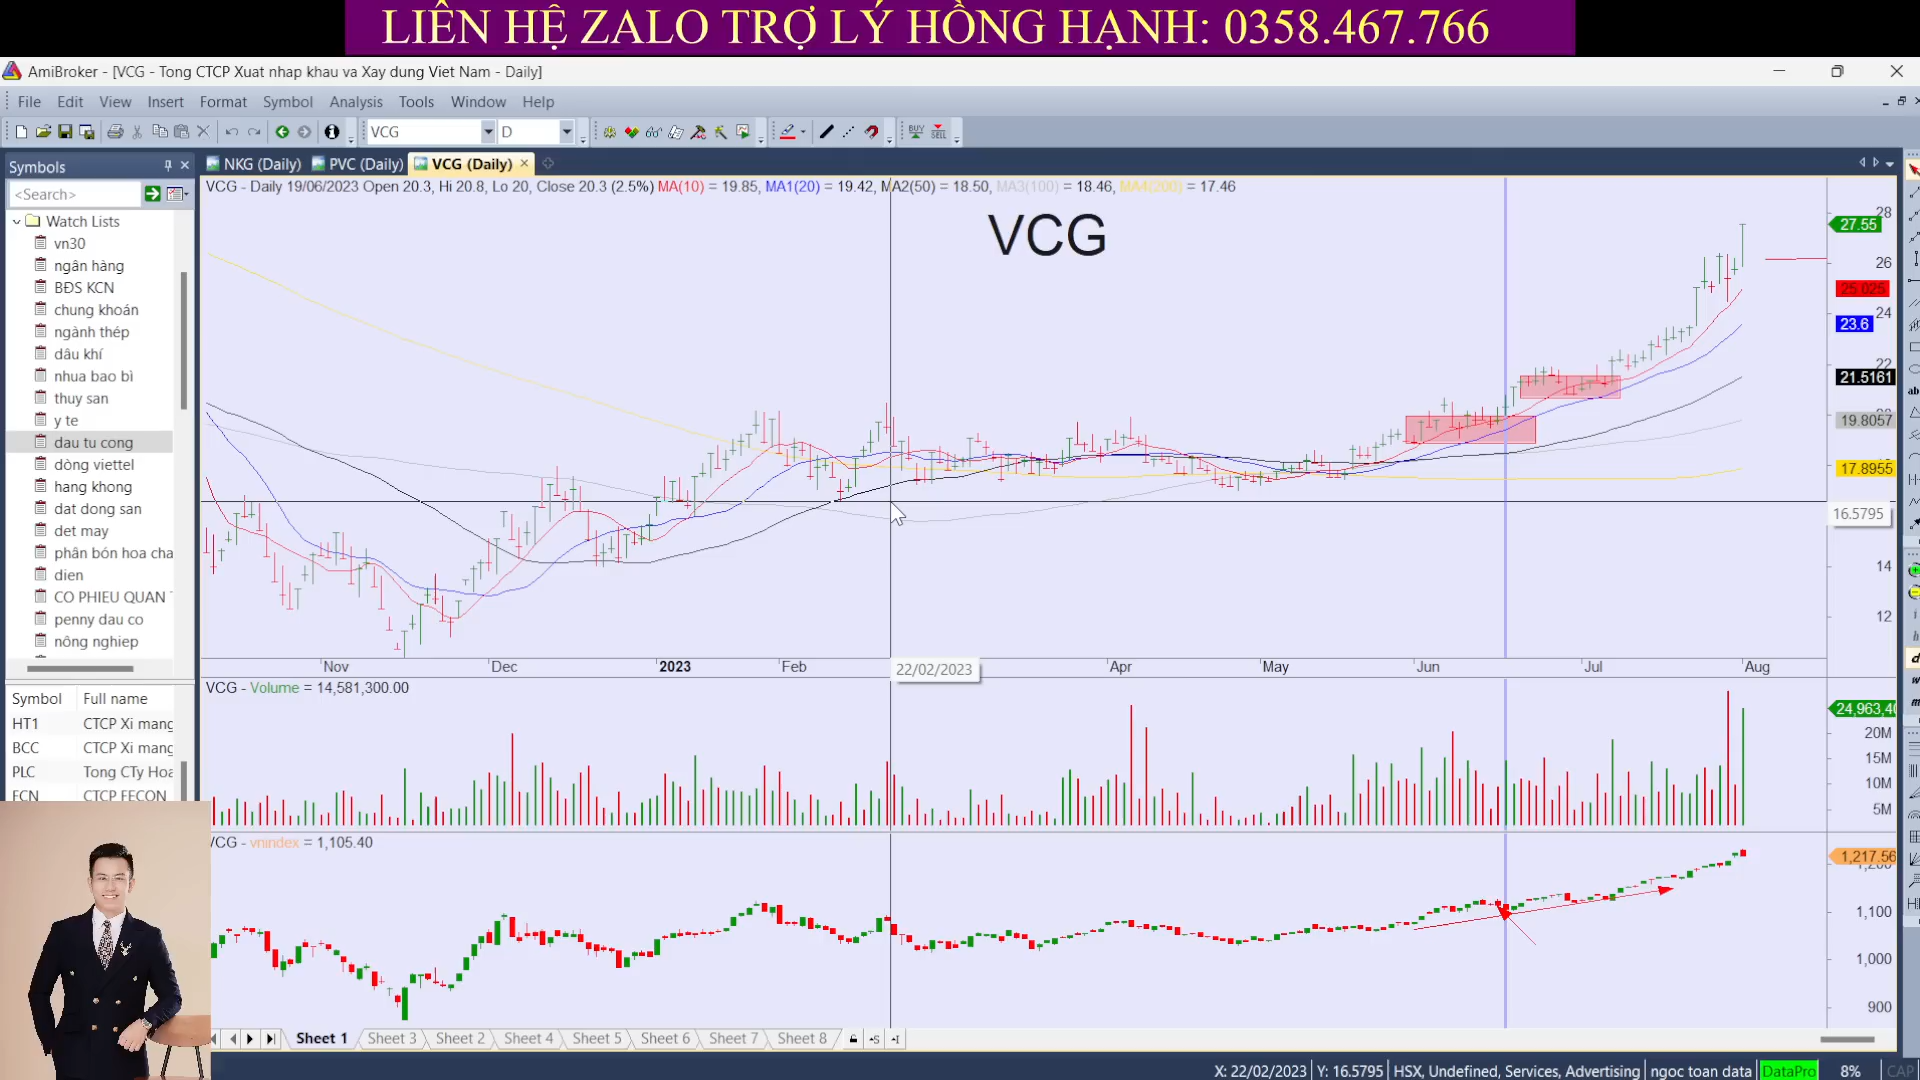 LIÊN HỆ ZALO TRỢ LÝ HỒNG HẠNH: 0358.467.766
AmiBroker - [VCG - Tong CTCP Xuat nhap khau va Xay dung Viet Nam - Daily]
File Edit View Insert Format Symbol Analysis Tools Window Help
VCG D BUY SELL
Symbols
NKG (Daily) PVC (Daily) VCG (Daily)
<Search>
VCG - Daily 19/06/2023 Open 20.3, Hi 20.8, Lo 20, Close 20.3 (2.5%) MA(10) = 19.85, MA1(20) = 19.42, MA2(50) = 18.50, MA3(100) = 18.46, MA4(200) = 17.46
VCG
Watch Lists
vn30
ngân hàng
BĐS KCN
chung khoán
ngành thép
dâu khí
nhua bao bì
thuy san
y te
dau tu cong
dòng viettel
hang khong
dat dong san
det may
phân bón hoa cha
dien
CO PHIEU QUAN
penny dau co
nông nghiep
28
27.55
26
25.025
24
23.6
22
21.5161
19.8057
17.8955
16.5795
14
12
Nov Dec 2023 Feb 22/02/2023 Apr May Jun Jul Aug
Symbol Full name
HT1 CTCP Xi mang
BCC CTCP Xi mang
PLC Tong CTy Hoa
FCN CTCP FECON
VCG - Volume = 14,581,300.00
24,963,40
20M
15M
10M
5M
VCG - vnindex = 1,105.40
1,217.56
1,100
1,000
900
Sheet 1 Sheet 3 Sheet 2 Sheet 4 Sheet 5 Sheet 6 Sheet 7 Sheet 8
X: 22/02/2023 Y: 16.5795 HSX, Undefined, Services, Advertising ngoc toan data DataPro 8% CAP